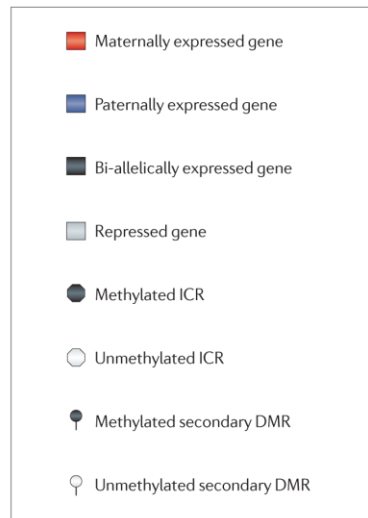 Maternally expressed gene
Paternally expressed gene
Bi-allelically expressed gene
Repressed gene
Methylated ICR
Unmethylated ICR
Methylated secondary DMR
Unmethylated secondary DMR